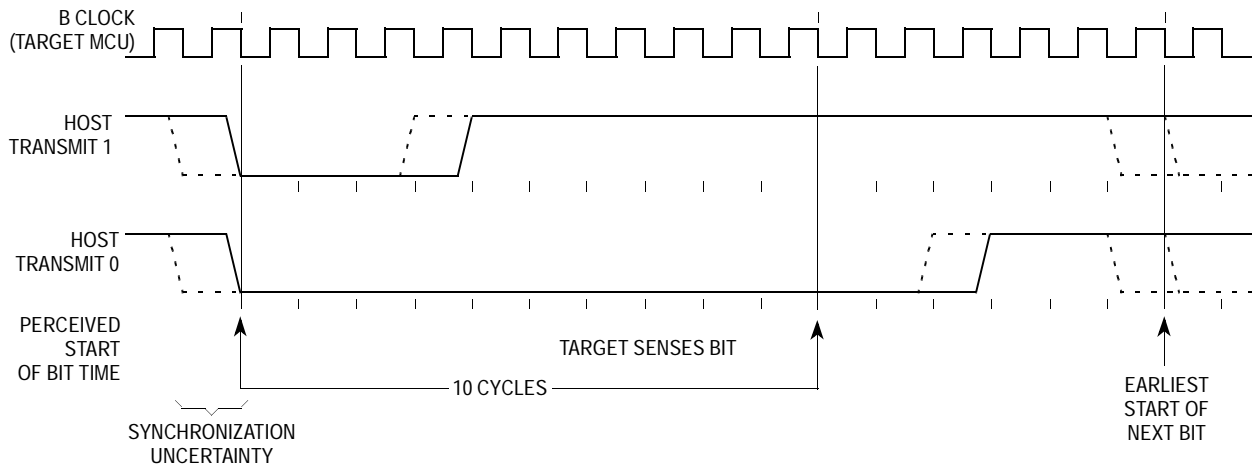 B CLOCK
(TARGET MCU)
HOST
TRANSMIT 1
HOST
TRANSMIT 0
PERCEIVED
START
OF BIT TIME
TARGET SENSES BIT
10 CYCLES
SYNCHRONIZATION
UNCERTAINTY
EARLIEST
START OF
NEXT BIT